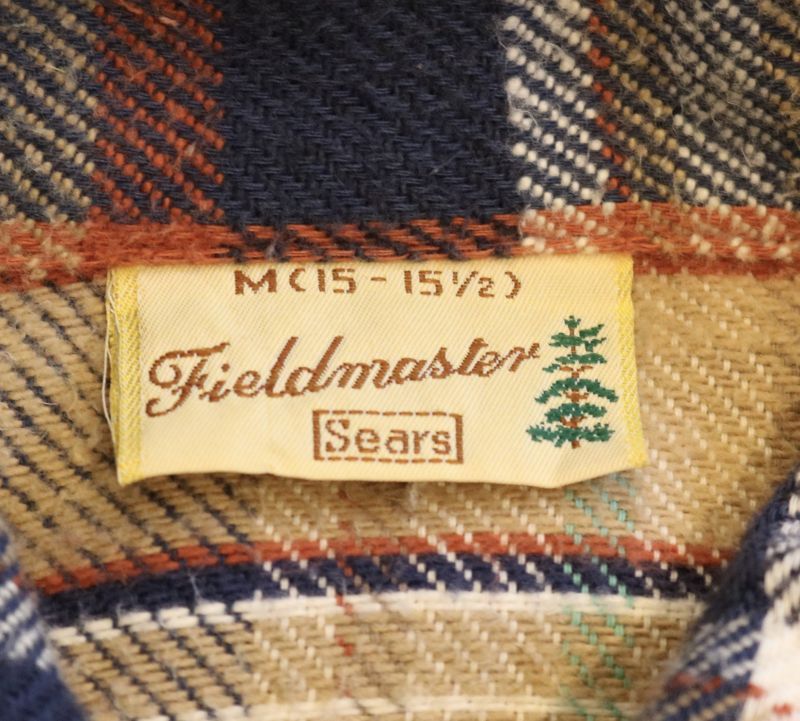 M (15 - 15½)
Fieldmaster
Sears